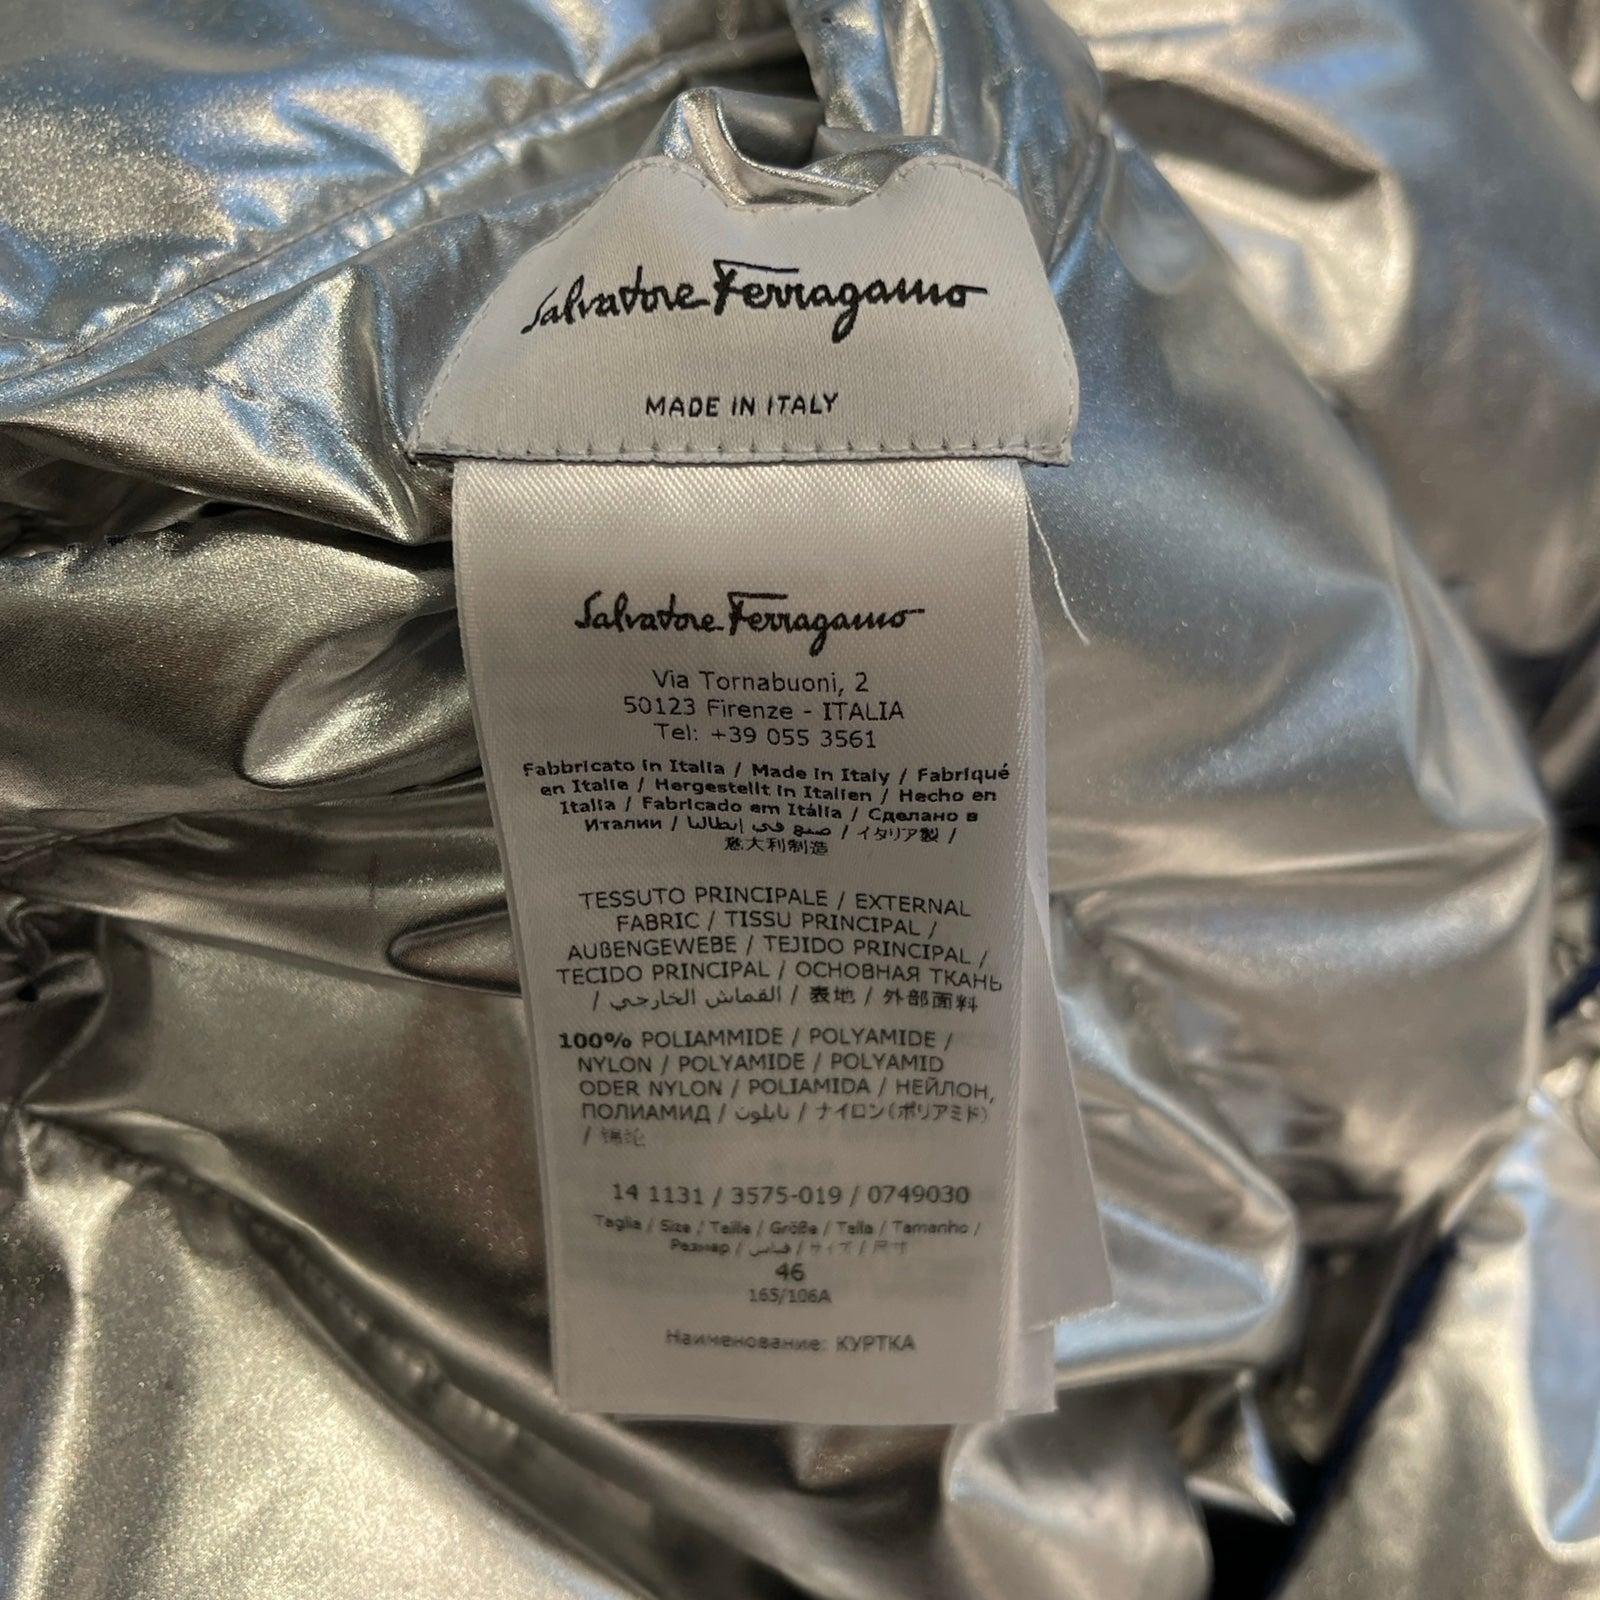 Salvatore Ferragamo
MADE IN ITALY
Salvatore Ferragamo
Via Tornabuoni, 2
50123 Firenze - ITALIA
Tel: +39 055 3561
Fabbricato in Italia / Made in Italy / Fabriqué
en Italie / Hergestellt in Italien / Hecho en
Italia / Fabricado em Itália / Сделано в
Италии / صنع في إيطاليا / イタリア製 /
意大利制造
TESSUTO PRINCIPALE / EXTERNAL
FABRIC / TISSU PRINCIPAL /
AUßENGEWEBE / TEJIDO PRINCIPAL /
TECIDO PRINCIPAL / ОСНОВНАЯ ТКАНЬ
/ القماش الخارجي / 表地 / 外部面料
100% POLIAMMIDE / POLYAMIDE /
NYLON / POLYAMIDE / POLYAMID
ODER NYLON / POLIAMIDA / НЕЙЛОН,
ПОЛИАМИД / نايلون / ナイロン(ポリアミド)
/ 锦纶
14 1131 / 3575-019 / 0749030
Taglia / Size / Taille / Größe / Talla / Tamanho /
Размер / قياس / サイズ / 尺寸
46
165/106A
Наименование: КУРТКА